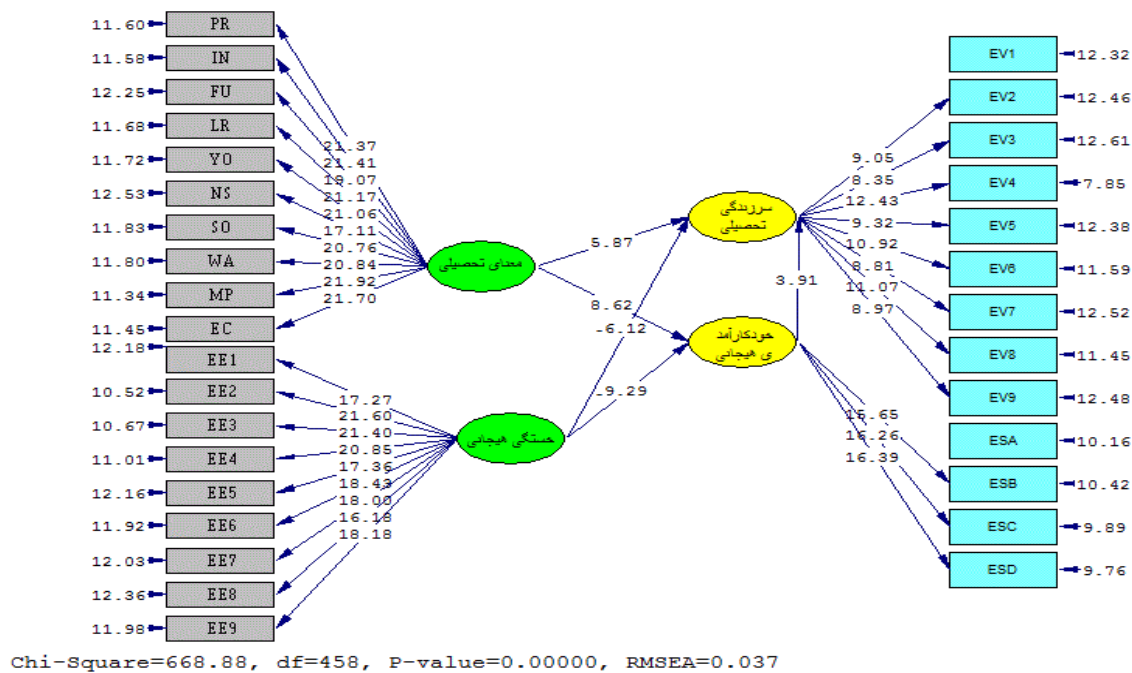 11.60 PR
11.58 IN
12.25 FU
11.68 LR
11.72 YO
12.53 NS
11.83 SO
11.80 WA
11.34 MP
11.45 EC
12.18 EE1
10.52 EE2
10.67 EE3
11.01 EE4
12.16 EE5
11.92 EE6
12.03 EE7
12.36 EE8
11.98 EE9
21.37
21.41
19.07
21.17
21.06
17.11
20.76
20.84
21.92
21.70
17.27
21.60
21.40
20.85
17.36
18.43
18.00
16.18
18.18
معنای تحصیلی
خستگی هیجانی
5.87
8.62
-6.12
-9.29
سرزندگی
تحصیلی
3.91
خودکارآمد
ی هیجانی
9.05
8.35
12.43
9.32
10.92
8.81
11.07
8.97
15.65
16.26
16.39
EV1 12.32
EV2 12.46
EV3 12.61
EV4 7.85
EV5 12.38
EV6 11.59
EV7 12.52
EV8 11.45
EV9 12.48
ESA 10.16
ESB 10.42
ESC 9.89
ESD 9.76
Chi-Square=668.88, df=458, P-value=0.00000, RMSEA=0.037